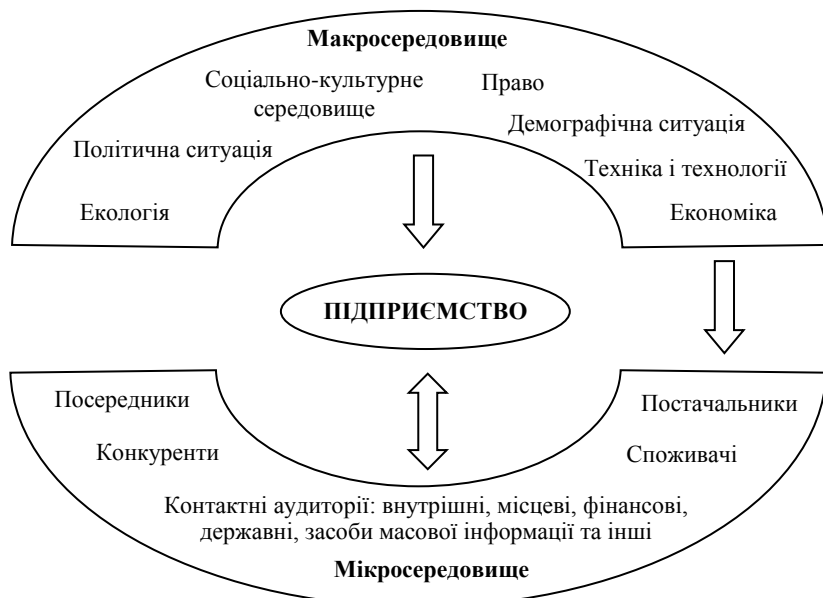 Макросередовище
Соціально-культурне
середовище
Право
Демографічна ситуація
Політична ситуація
Техніка і технології
Екологія
Економіка
ПІДПРИЄМСТВО
Посередники
Постачальники
Конкуренти
Споживачі
Контактні аудиторії: внутрішні, місцеві, фінансові,
державні, засоби масової інформації та інші
Мікросередовище